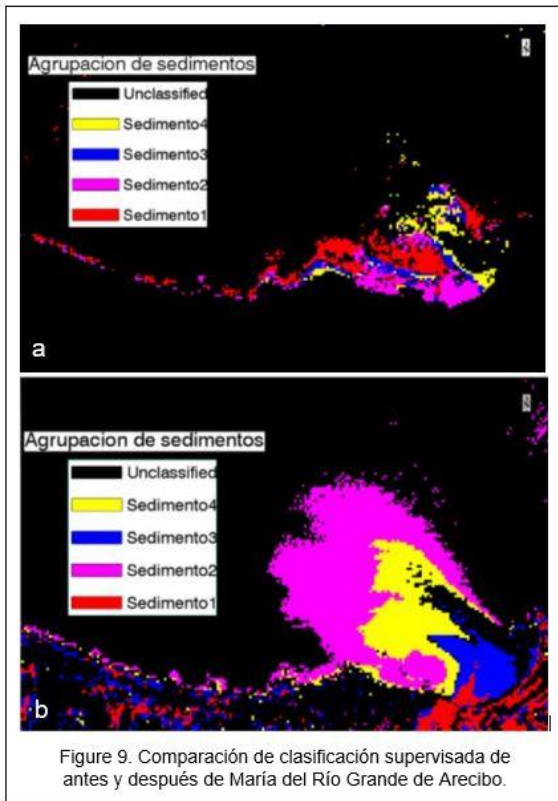 Agrupacion de sedimentos
Unclassified
Sedimento4
Sedimento3
Sedimento2
Sedimento1
a
Agrupacion de sedimentos
Unclassified
Sedimento4
Sedimento3
Sedimento2
Sedimento1
b
Figure 9. Comparación de clasificación supervisada de
antes y después de María del Río Grande de Arecibo.